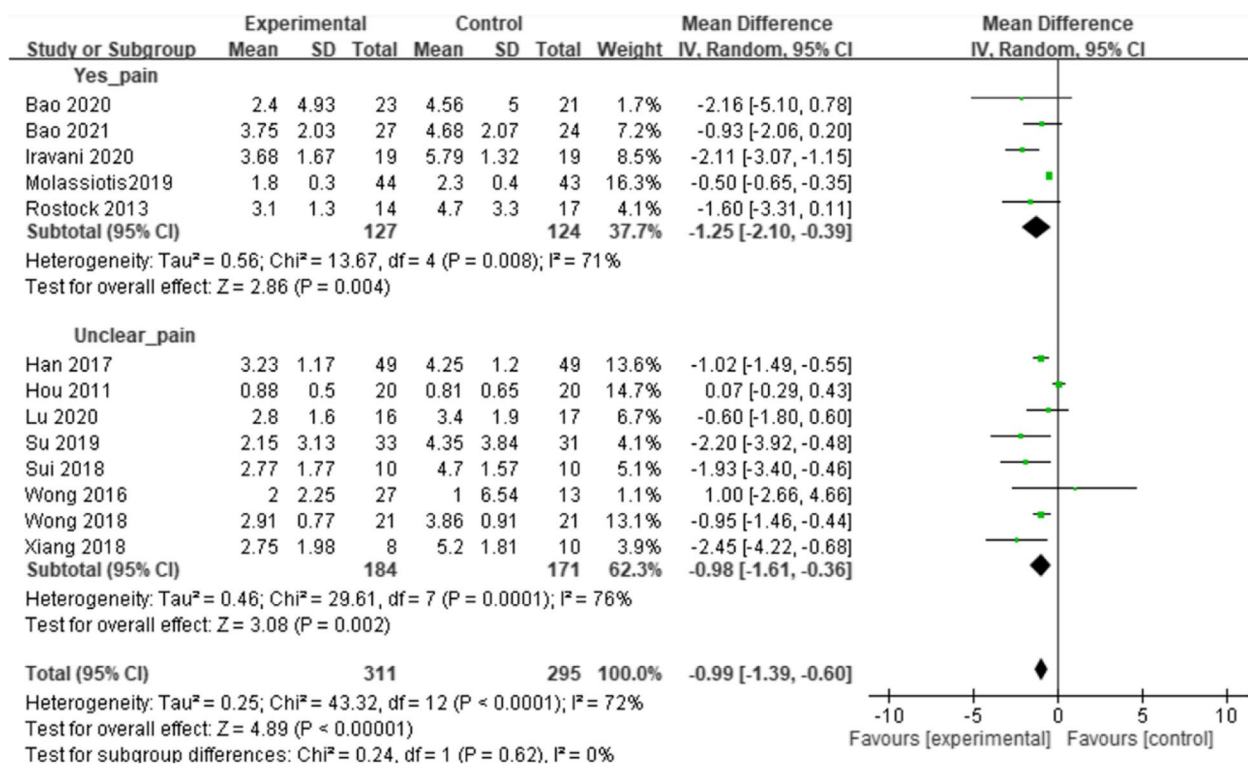 Experimental Control Mean Difference Mean Difference
Study or Subgroup Mean SD Total Mean SD Total Weight IV, Random, 95% CI IV, Random, 95% CI
Yes_pain
Bao 2020 2.4 4.93 23 4.56 5 21 1.7% -2.16 [-5.10, 0.78]
Bao 2021 3.75 2.03 27 4.68 2.07 24 7.2% -0.93 [-2.06, 0.20]
Iravani 2020 3.68 1.67 19 5.79 1.32 19 8.5% -2.11 [-3.07, -1.15]
Molassiotis2019 1.8 0.3 44 2.3 0.4 43 16.3% -0.50 [-0.65, -0.35]
Rostock 2013 3.1 1.3 14 4.7 3.3 17 4.1% -1.60 [-3.31, 0.11]
Subtotal (95% CI) 127 124 37.7% -1.25 [-2.10, -0.39]
Heterogeneity: Tau² = 0.56; Chi² = 13.67, df = 4 (P = 0.008); I² = 71%
Test for overall effect: Z = 2.86 (P = 0.004)
Unclear_pain
Han 2017 3.23 1.17 49 4.25 1.2 49 13.6% -1.02 [-1.49, -0.55]
Hou 2011 0.88 0.5 20 0.81 0.65 20 14.7% 0.07 [-0.29, 0.43]
Lu 2020 2.8 1.6 16 3.4 1.9 17 6.7% -0.60 [-1.80, 0.60]
Su 2019 2.15 3.13 33 4.35 3.84 31 4.1% -2.20 [-3.92, -0.48]
Sui 2018 2.77 1.77 10 4.7 1.57 10 5.1% -1.93 [-3.40, -0.46]
Wong 2016 2 2.25 27 1 6.54 13 1.1% 1.00 [-2.66, 4.66]
Wong 2018 2.91 0.77 21 3.86 0.91 21 13.1% -0.95 [-1.46, -0.44]
Xiang 2018 2.75 1.98 8 5.2 1.81 10 3.9% -2.45 [-4.22, -0.68]
Subtotal (95% CI) 184 171 62.3% -0.98 [-1.61, -0.36]
Heterogeneity: Tau² = 0.46; Chi² = 29.61, df = 7 (P = 0.0001); I² = 76%
Test for overall effect: Z = 3.08 (P = 0.002)
Total (95% CI) 311 295 100.0% -0.99 [-1.39, -0.60]
Heterogeneity: Tau² = 0.25; Chi² = 43.32, df = 12 (P < 0.0001); I² = 72%
Test for overall effect: Z = 4.89 (P < 0.00001)
Test for subgroup differences: Chi² = 0.24, df = 1 (P = 0.62), I² = 0%
-10 -5 0 5 10
Favours [experimental] Favours [control]